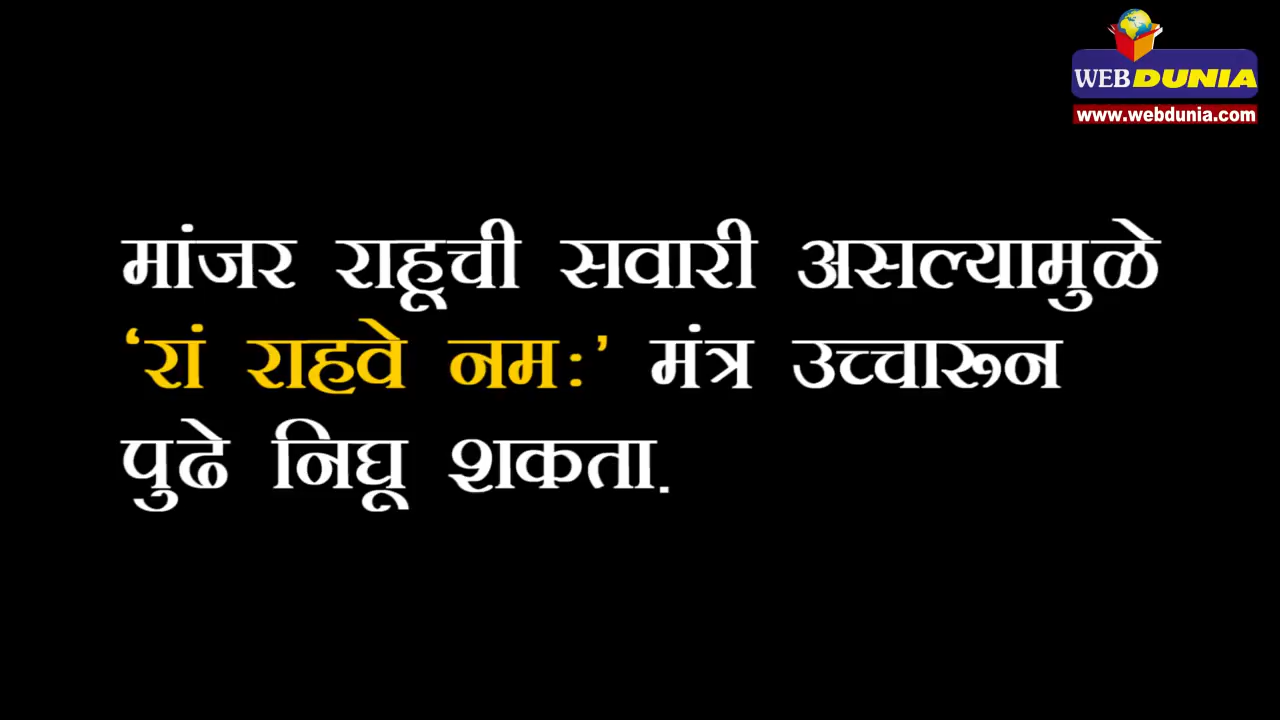 WEBDUNIA
www.webdunia.com
मांजर राहूची सवारी असल्यामुळे
‘रां राहवे नमः’ मंत्र उच्चारून
पुढे निघू शकता.